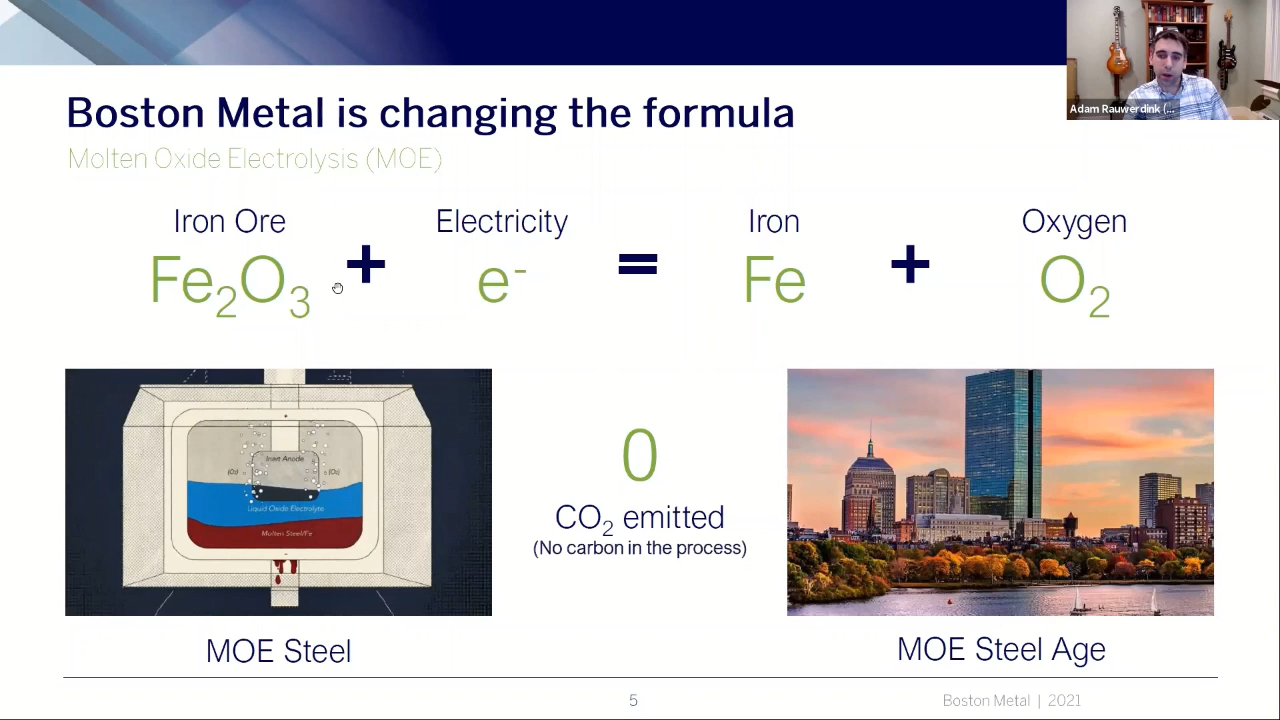 Adam Rauwerdink (...
Boston Metal is changing the formula
Molten Oxide Electrolysis (MOE)
Iron Ore
Electricity
Iron
Oxygen
Fe₂O₃ + e⁻ = Fe + O₂
Inert Anode
(O₂) (O₂)
Liquid Oxide Electrolyte
Molten Steel/Fe
0
CO₂ emitted
(No carbon in the process)
MOE Steel
MOE Steel Age
5
Boston Metal | 2021